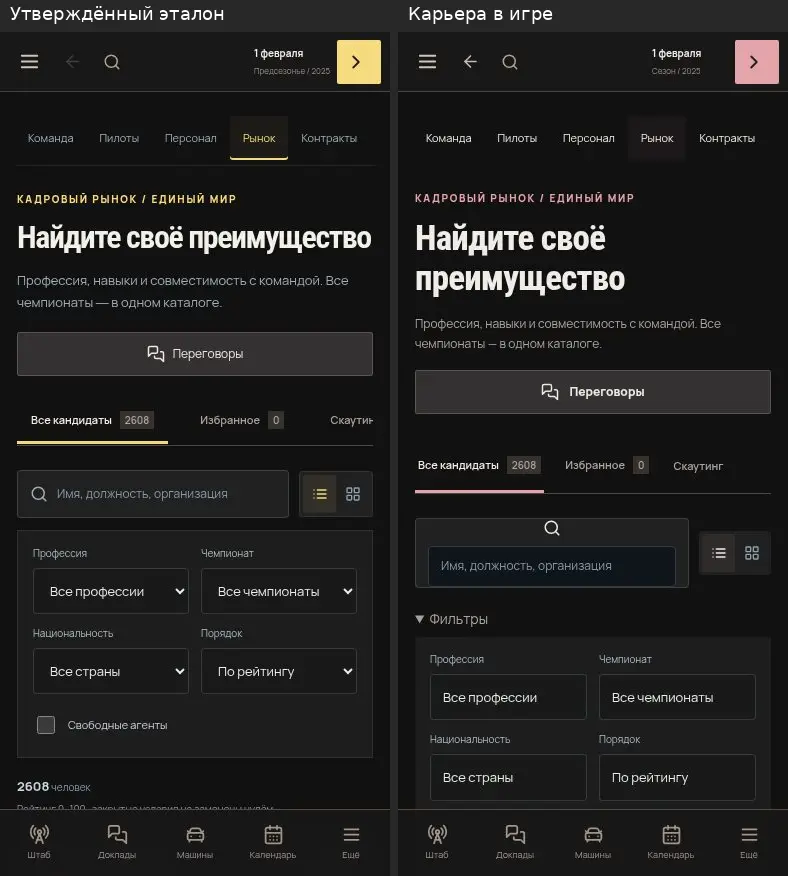 Утверждённый эталон
1 февраля
Предсезонье / 2025
Команда Пилоты Персонал Рынок Контракты
КАДРОВЫЙ РЫНОК / ЕДИНЫЙ МИР
Найдите своё преимущество
Профессия, навыки и совместимость с командой. Все
чемпионаты — в одном каталоге.
Переговоры
Все кандидаты 2608 Избранное 0 Скаутин
Имя, должность, организация
Профессия Чемпионат
Все профессии Все чемпионаты
Национальность Порядок
Все страны По рейтингу
Свободные агенты
2608 человек
Штаб Доклады Машины Календарь Ещё
Карьера в игре
1 февраля
Сезон / 2025
Команда Пилоты Персонал Рынок Контракты
КАДРОВЫЙ РЫНОК / ЕДИНЫЙ МИР
Найдите своё
преимущество
Профессия, навыки и совместимость с командой. Все
чемпионаты — в одном каталоге.
Переговоры
Все кандидаты 2608 Избранное 0 Скаутинг
Имя, должность, организация
▼ Фильтры
Профессия Чемпионат
Все профессии Все чемпионаты
Национальность Порядок
Все страны По рейтингу
Штаб Доклады Машины Календарь Ещё